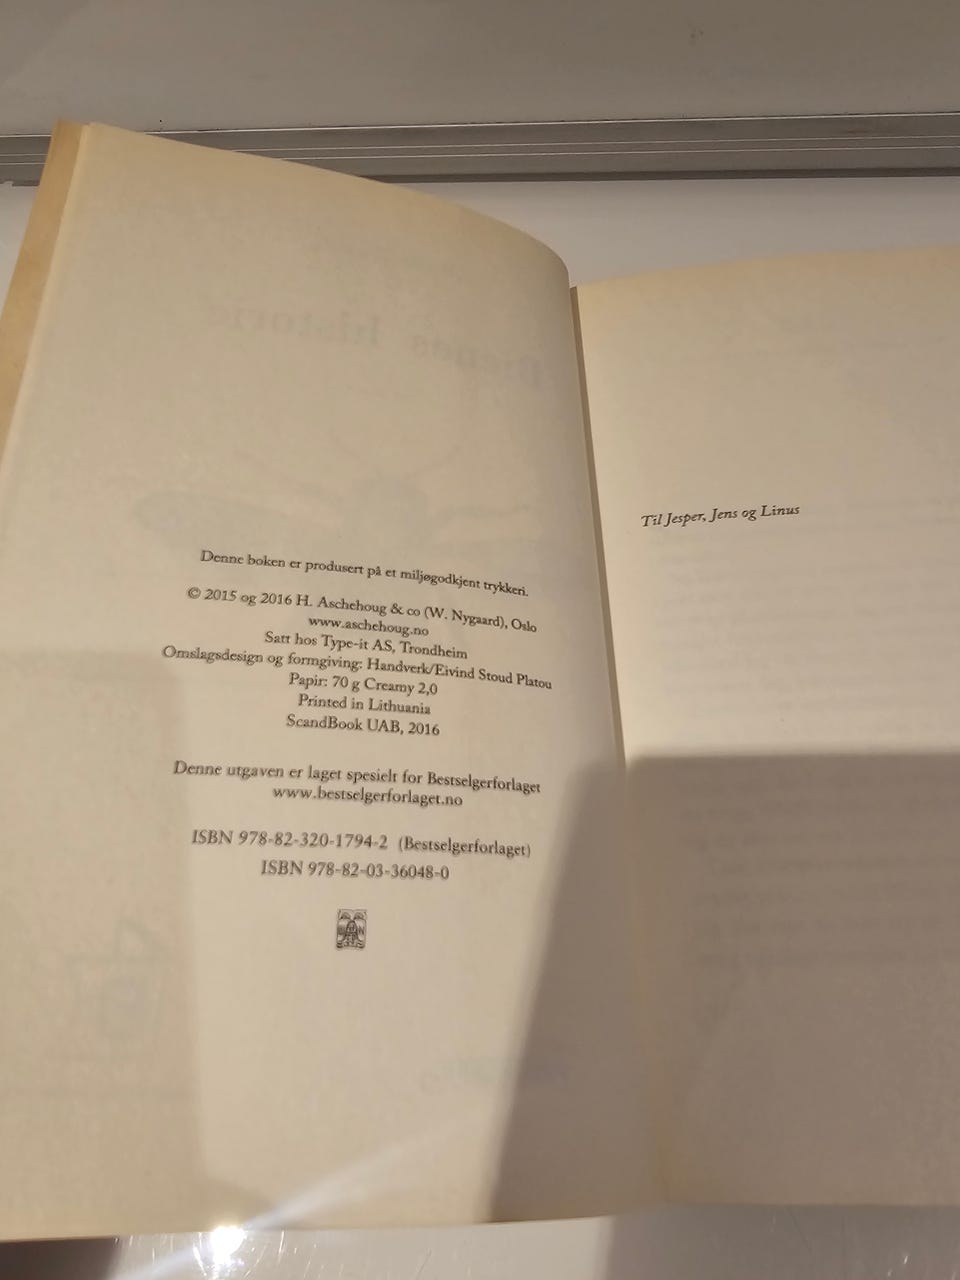 Bienes historie
Denne boken er produsert på et miljøgodkjent trykkeri.
© 2015 og 2016 H. Aschehoug & co (W. Nygaard), Oslo
www.aschehoug.no
Satt hos Type-it AS, Trondheim
Omslagsdesign og formgiving: Handverk/Eivind Stoud Platou
Papir: 70 g Creamy 2,0
Printed in Lithuania
ScandBook UAB, 2016
Denne utgaven er laget spesielt for Bestselgerforlaget
www.bestselgerforlaget.no
ISBN 978-82-320-1794-2 (Bestselgerforlaget)
ISBN 978-82-03-36048-0
Til Jesper, Jens og Linus